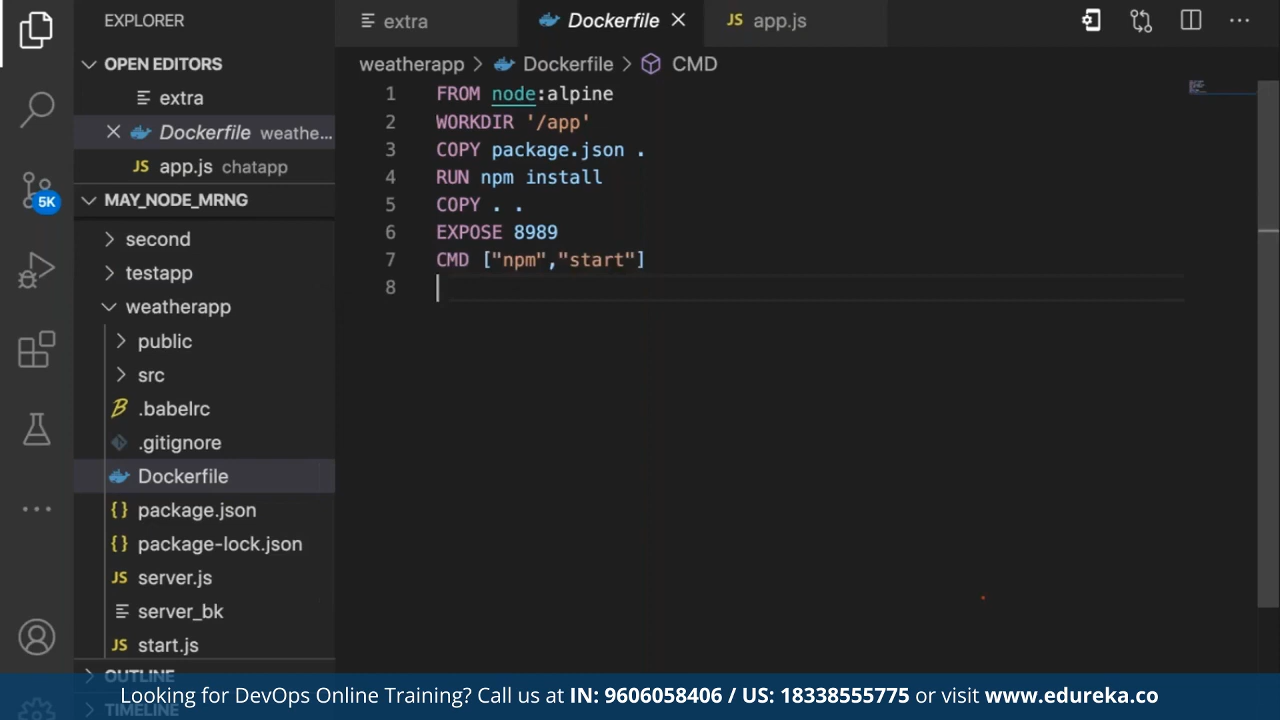 EXPLORER
OPEN EDITORS
extra
Dockerfile weathe...
JS app.js chatapp
MAY_NODE_MRNG
second
testapp
weatherapp
public
src
.babelrc
.gitignore
Dockerfile
{} package.json
{} package-lock.json
JS server.js
server_bk
JS start.js
OUTLINE
TIMELINE
5K
extra
Dockerfile
JS app.js
weatherapp > Dockerfile > CMD
1 FROM node:alpine
2 WORKDIR '/app'
3 COPY package.json .
4 RUN npm install
5 COPY . .
6 EXPOSE 8989
7 CMD ["npm","start"]
8
Looking for DevOps Online Training? Call us at IN: 9606058406 / US: 18338555775 or visit www.edureka.co